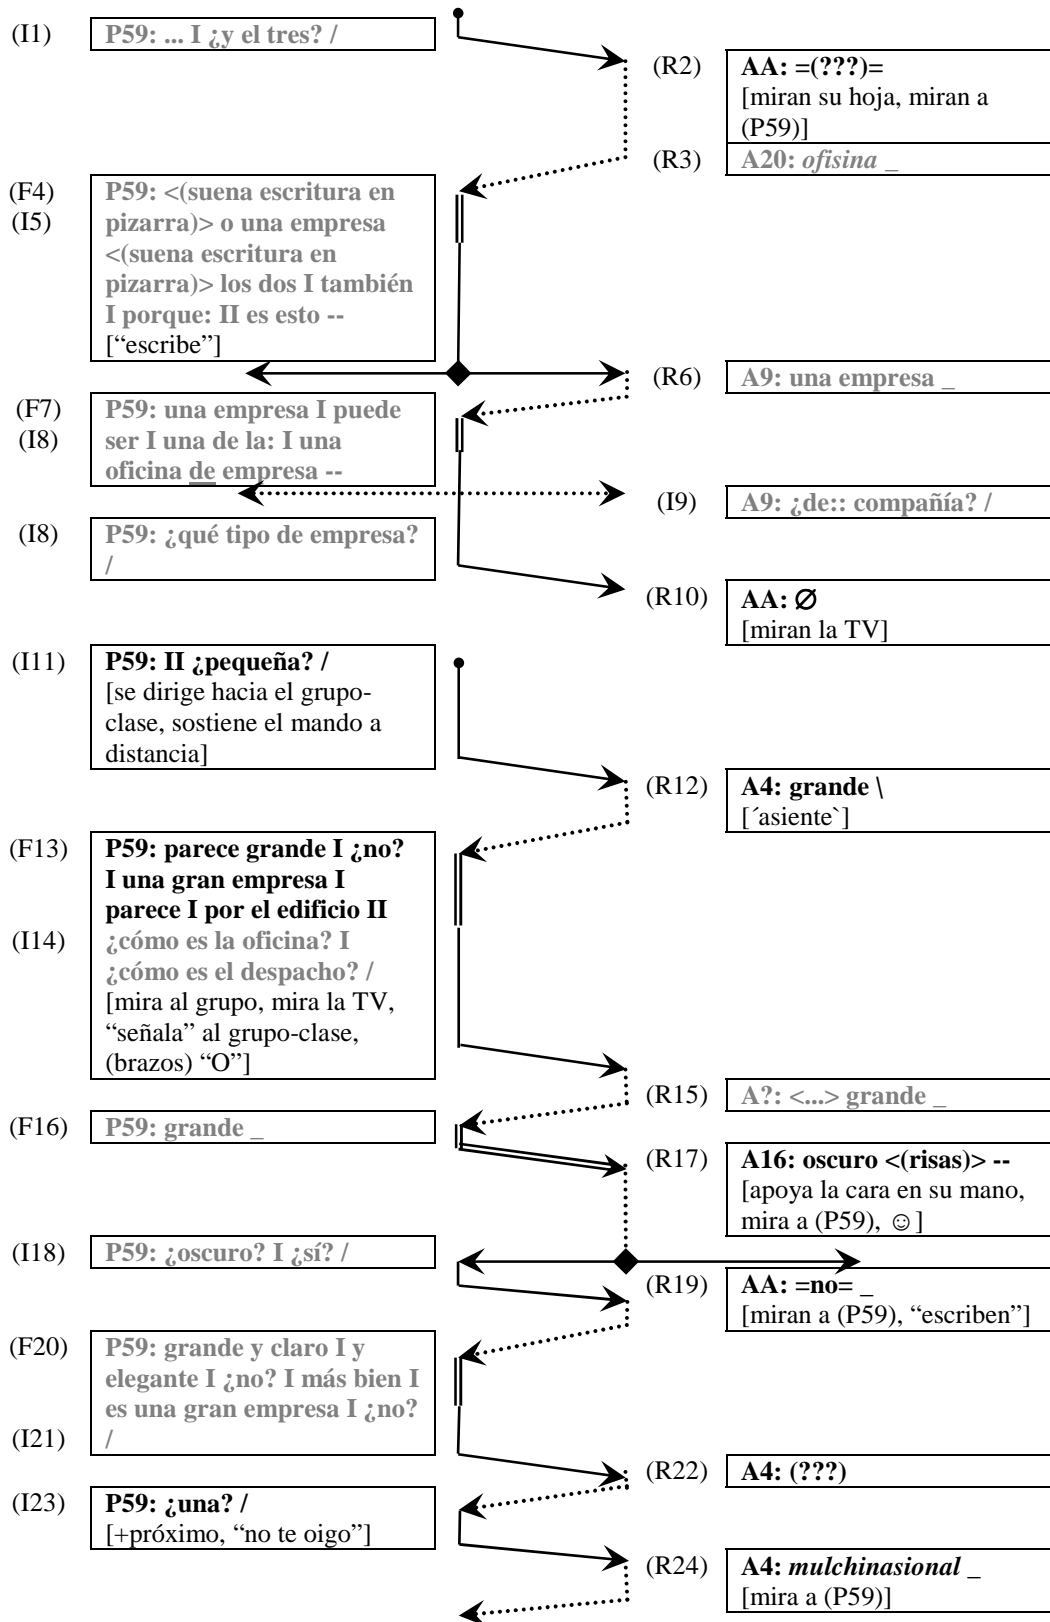 (I1) P59: ... I ¿y el tres? /
(R2) AA: =(???)=
[miran su hoja, miran a
(P59)]
(R3) A20: ofisina _
(F4) P59: <(suena escritura en
(I5) pizarra)> o una empresa
<(suena escritura en
pizarra)> los dos I también
I porque: II es esto --
[“escribe”]
(R6) A9: una empresa _
(F7) P59: una empresa I puede
(I8) ser I una de la: I una
oficina de empresa --
(I9) A9: ¿de:: compañía? /
(I8) P59: ¿qué tipo de empresa?
/
(R10) AA: Ø
[miran la TV]
(I11) P59: II ¿pequeña? /
[se dirige hacia el grupo-
clase, sostiene el mando a
distancia]
(R12) A4: grande \
[´asiente`]
(F13) P59: parece grande I ¿no?
I una gran empresa I
parece I por el edificio II
(I14) ¿cómo es la oficina? I
¿cómo es el despacho? /
[mira al grupo, mira la TV,
“señala” al grupo-clase,
(brazos) “O”]
(R15) A?: <...> grande _
(F16) P59: grande _
(R17) A16: oscuro <(risas)> --
[apoya la cara en su mano,
mira a (P59), ☺]
(I18) P59: ¿oscuro? I ¿sí? /
(R19) AA: =no= _
[miran a (P59), “escriben”]
(F20) P59: grande y claro I y
elegante I ¿no? I más bien I
es una gran empresa I ¿no?
(I21) /
(R22) A4: (???)
(I23) P59: ¿una? /
[+próximo, “no te oigo”]
(R24) A4: mulchinasional _
[mira a (P59)]